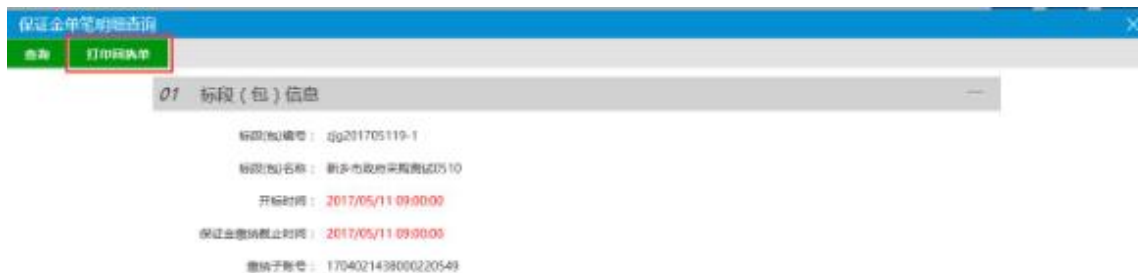 保证金单笔明细查询
查询 打印回执单
01 标段（包）信息
标段(包)编号： zjg201705119-1
标段(包)名称： 新乡市政府采购测试0510
开标时间： 2017/05/11 09:00:00
保证金缴纳截止时间： 2017/05/11 09:00:00
缴纳子账号： 1704021438000220549